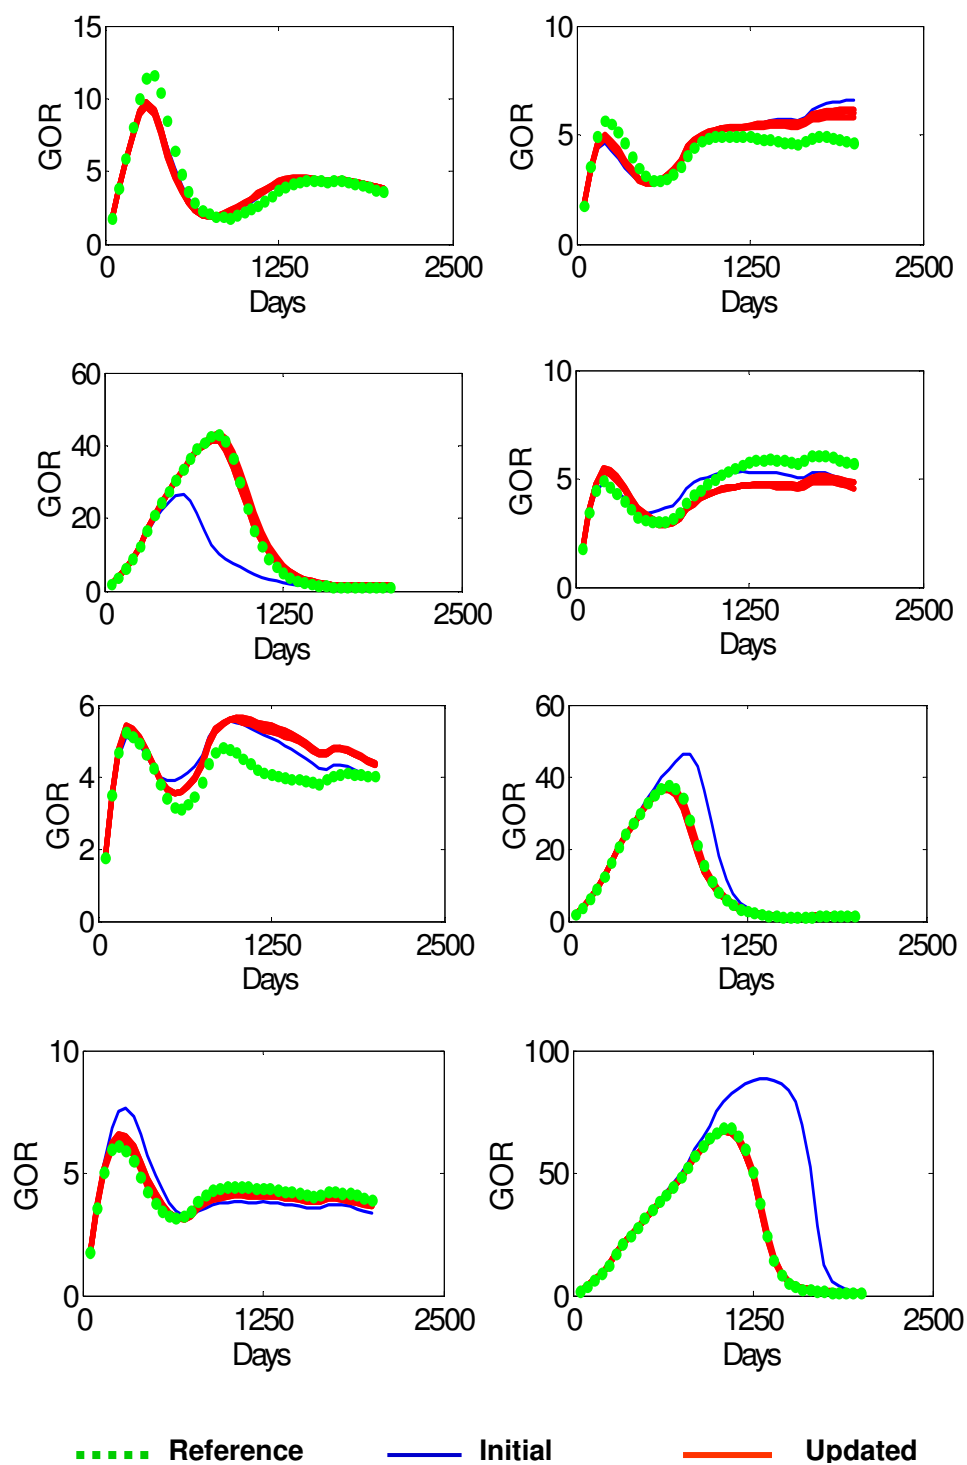 15 10
10
GOR 5 GOR 5
0 0
0 1250 2500 0 1250 2500
Days Days
60 10
40
GOR 20 GOR 5
0 0
0 1250 2500 0 1250 2500
Days Days
6 60
4 40
GOR 2 GOR 20
0 0
0 1250 2500 0 1250 2500
Days Days
10 100
GOR 5 GOR 50
0 0
0 1250 2500 0 1250 2500
Days Days
Reference Initial Updated